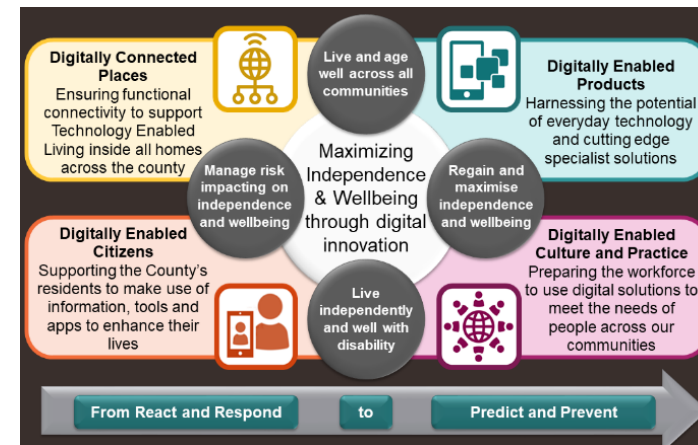 Digitally Connected
Places
Ensuring functional
connectivity to support
Technology Enabled
Living inside all homes
across the county
Live and age
well across all
communities
Digitally Enabled
Products
Harnessing the potential
of everyday technology
and cutting edge
specialist solutions
Manage risk
impacting on
independence
and wellbeing
Maximizing
Independence
& Wellbeing
through digital
innovation
Regain and
maximise
independence
and wellbeing
Digitally Enabled
Citizens
Supporting the County's
residents to make use of
information, tools and
apps to enhance their
lives
Live
independently
and well with
disability
Digitally Enabled
Culture and Practice
Preparing the workforce
to use digital solutions to
meet the needs of
people across our
communities
From React and Respond
to
Predict and Prevent